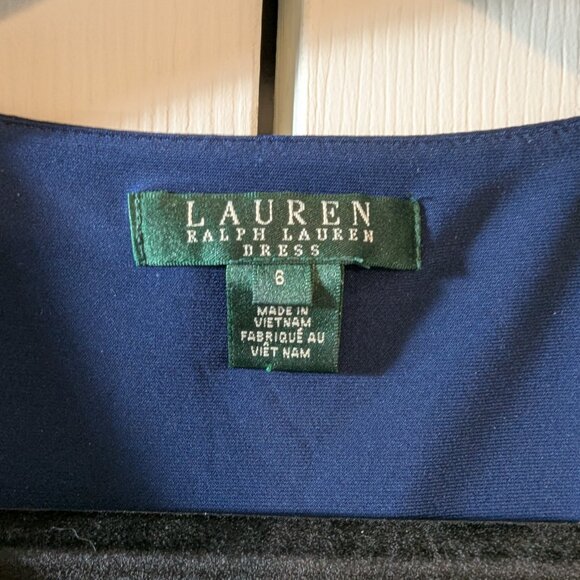 LAUREN
RALPH LAUREN
DRESS
6
MADE IN
VIETNAM
FABRIQUÉ AU
VIÊT NAM